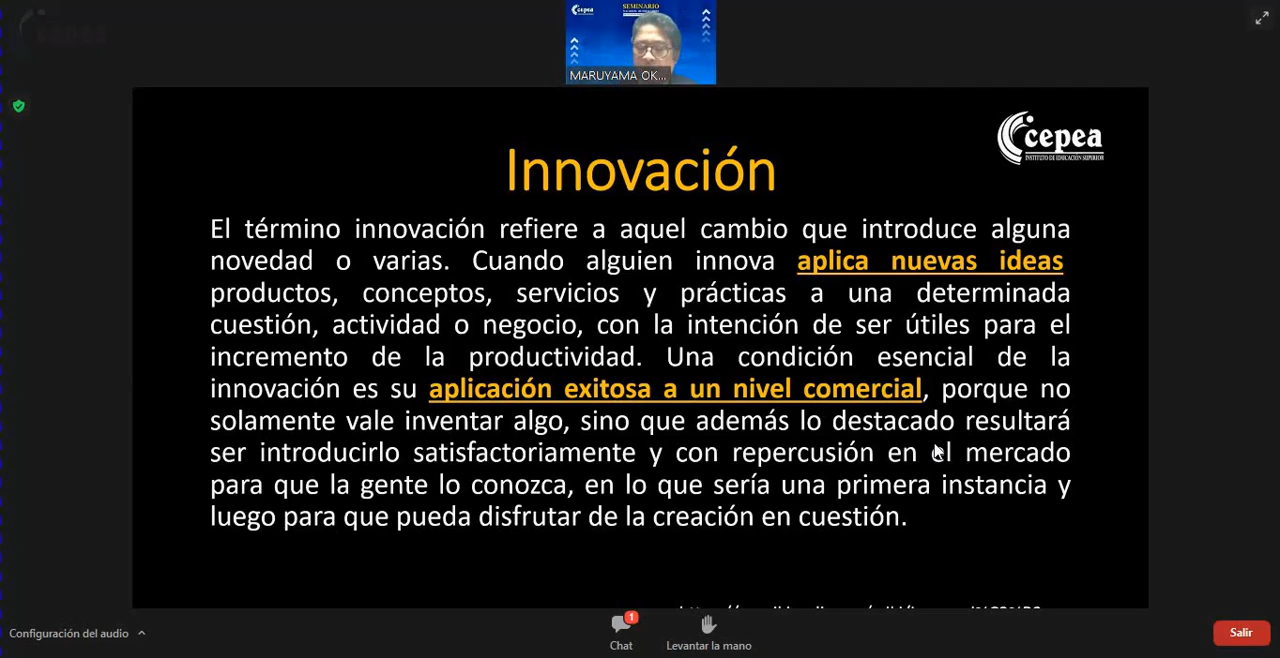 cepea
SEMINARIO
MARUYAMA OK...
cepea
INSTITUTO DE EDUCACIÓN SUPERIOR
Innovación
El término innovación refiere a aquel cambio que introduce alguna
novedad o varias. Cuando alguien innova aplica nuevas ideas
productos, conceptos, servicios y prácticas a una determinada
cuestión, actividad o negocio, con la intención de ser útiles para el
incremento de la productividad. Una condición esencial de la
innovación es su aplicación exitosa a un nivel comercial, porque no
solamente vale inventar algo, sino que además lo destacado resultará
ser introducirlo satisfactoriamente y con repercusión en el mercado
para que la gente lo conozca, en lo que sería una primera instancia y
luego para que pueda disfrutar de la creación en cuestión.
Configuración del audio
1
Chat
Levantar la mano
Salir